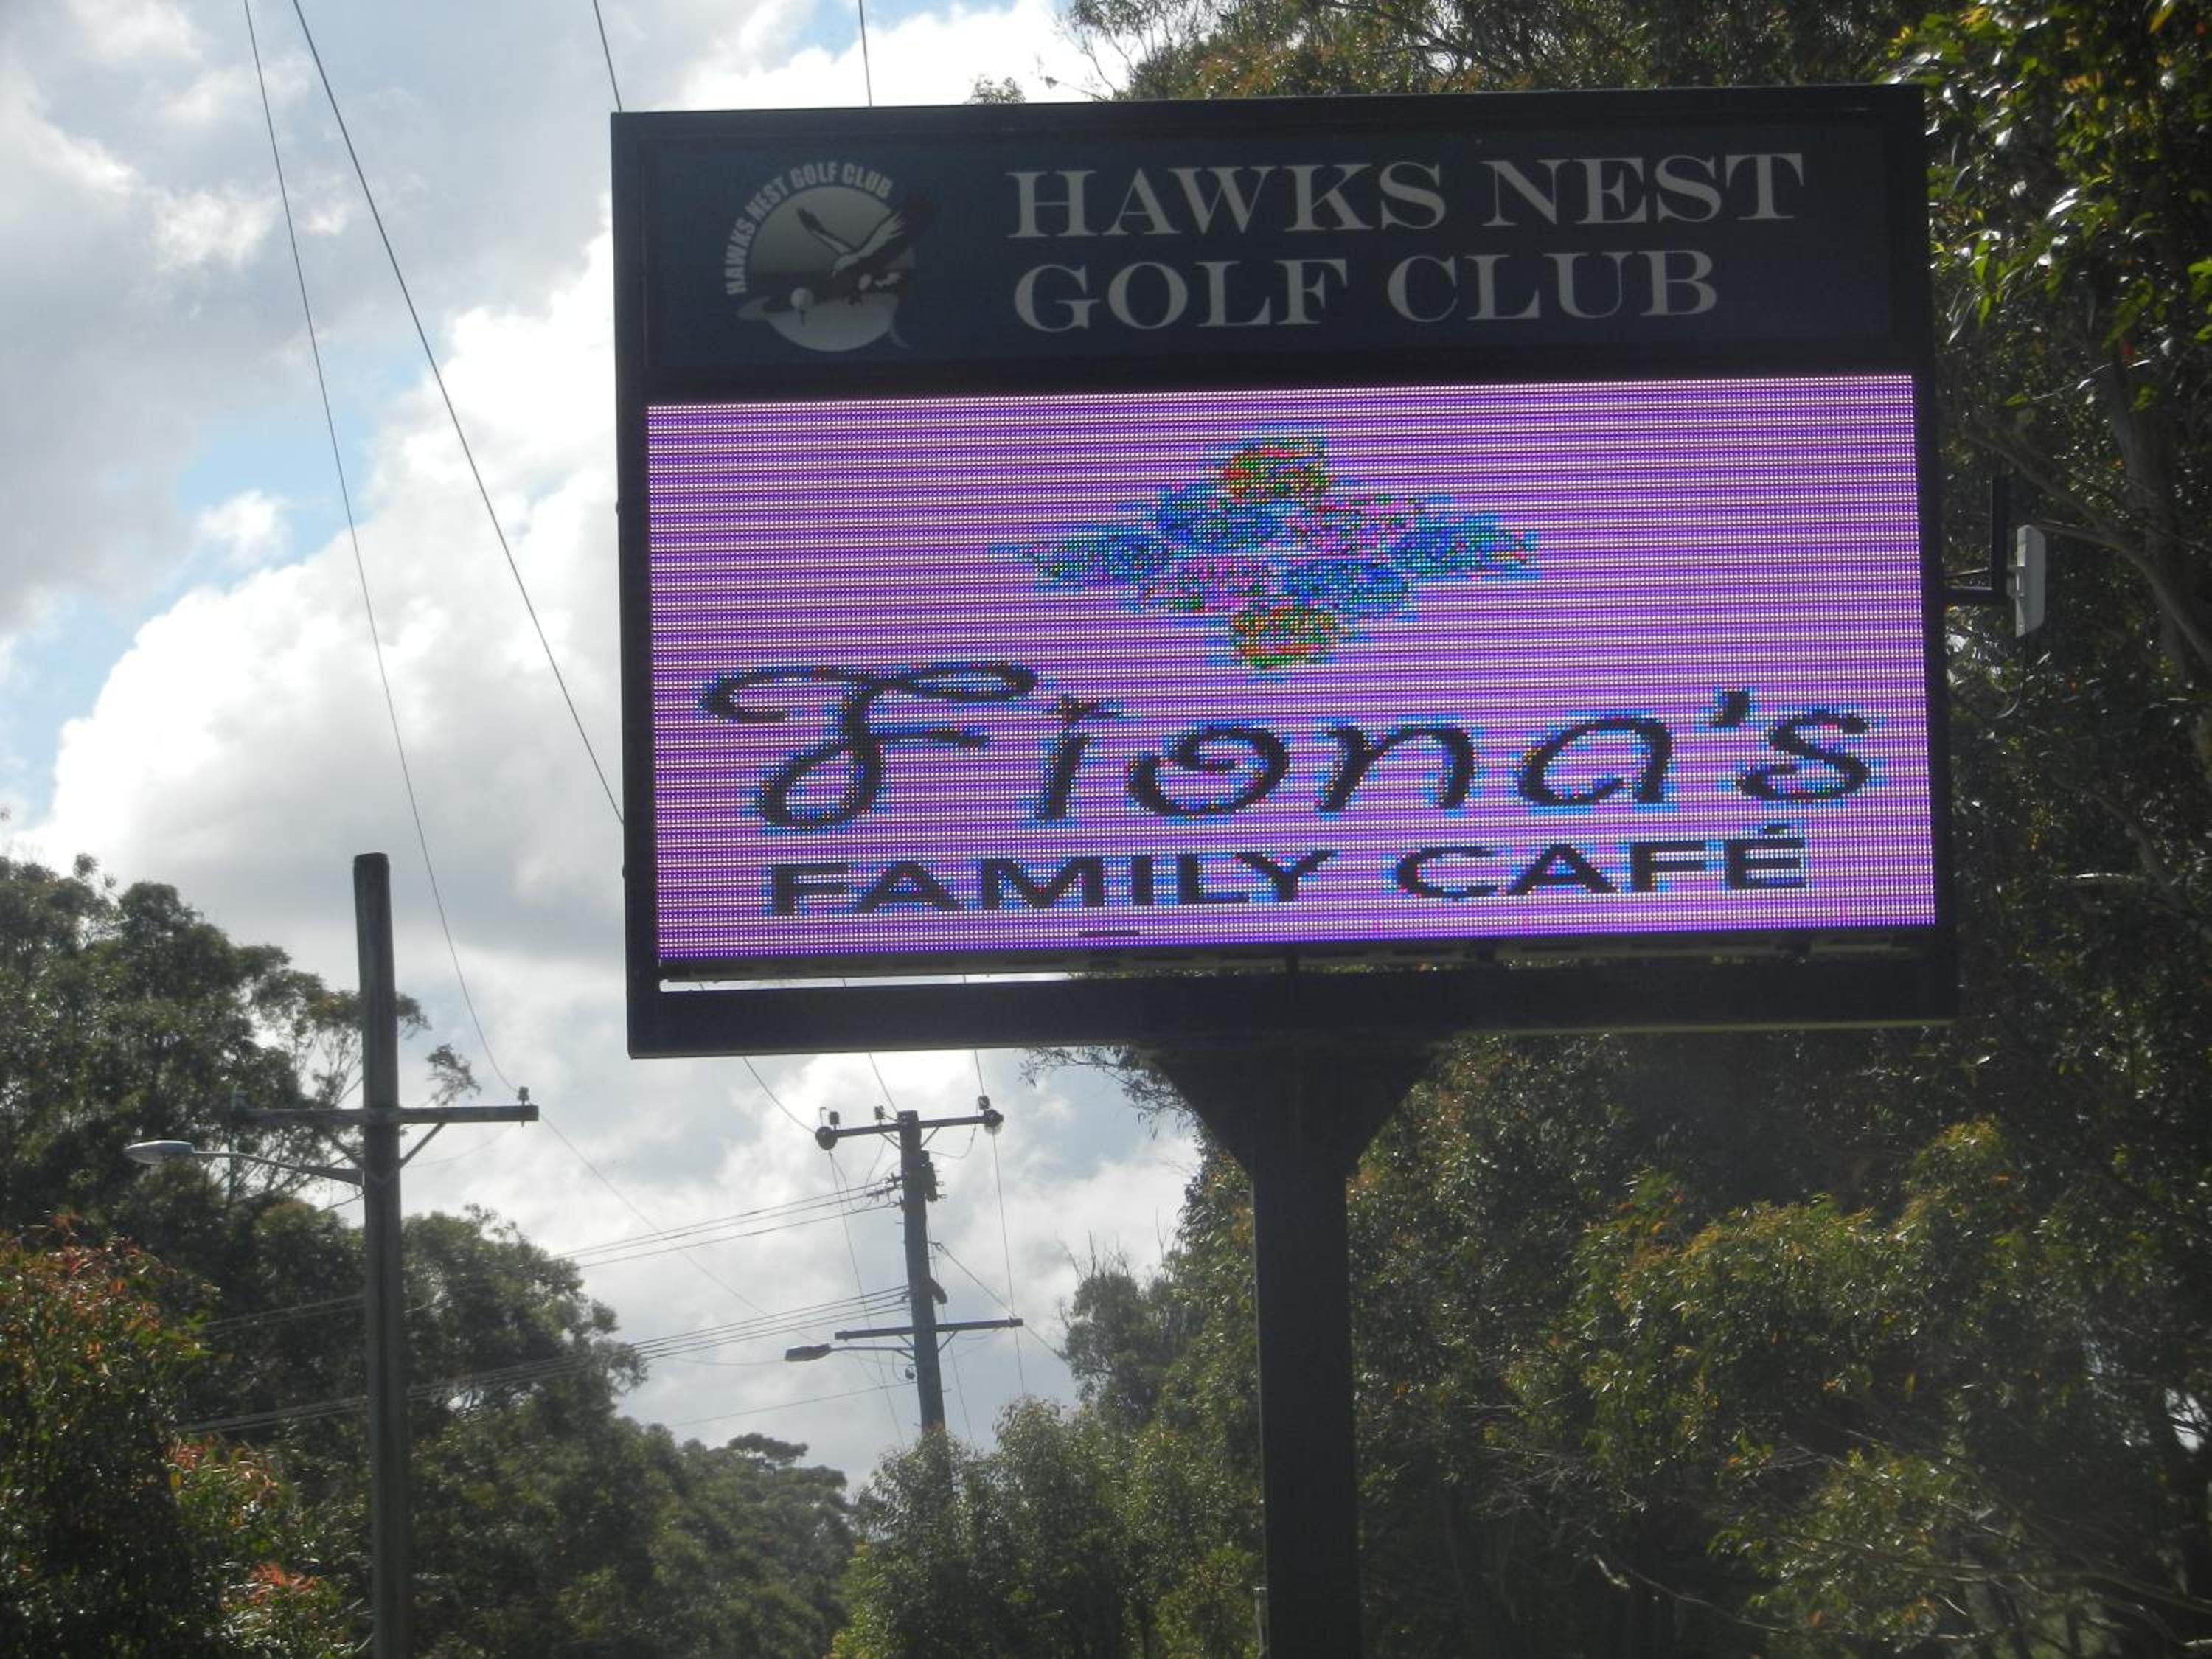 HAWKS NEST GOLF CLUB
HAWKS NEST
GOLF CLUB
Fiona's
FAMILY CAFÉ